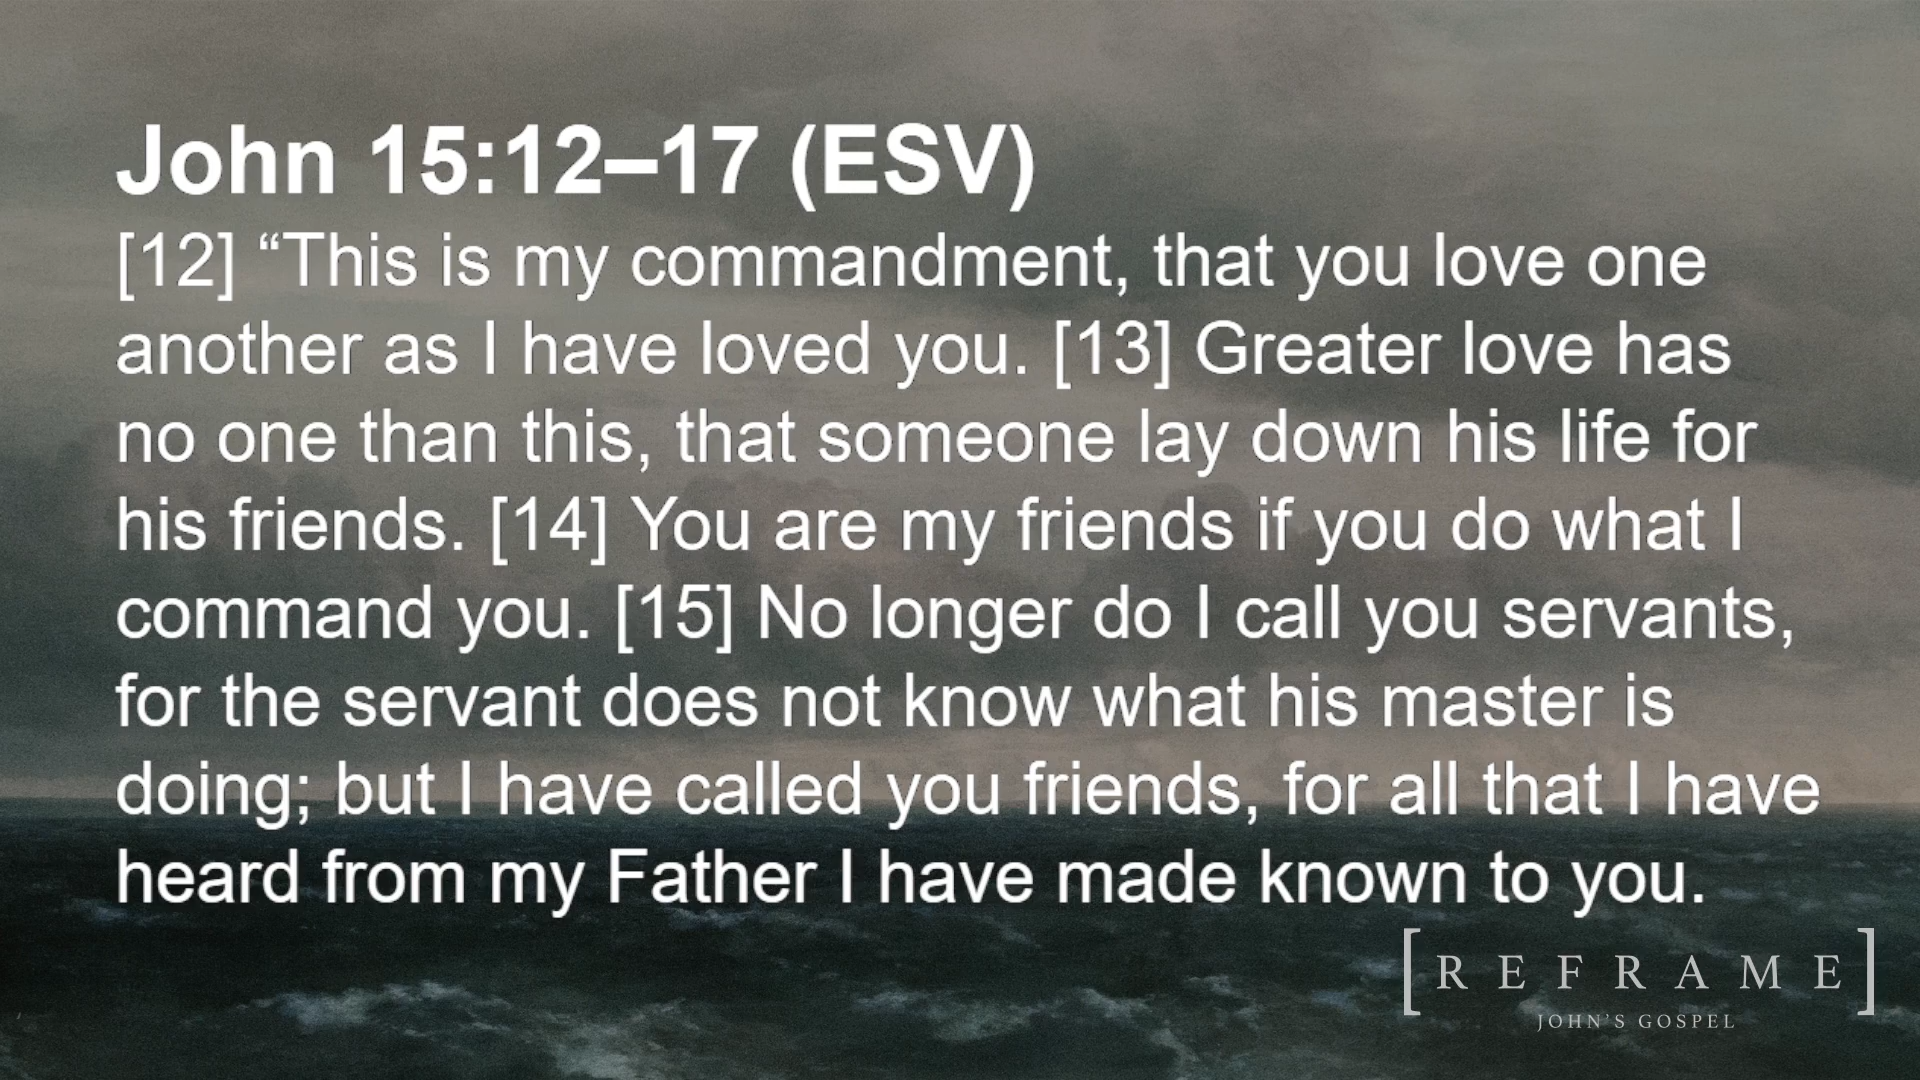 John 15:12–17 (ESV)
[12] “This is my commandment, that you love one
another as I have loved you. [13] Greater love has
no one than this, that someone lay down his life for
his friends. [14] You are my friends if you do what I
command you. [15] No longer do I call you servants,
for the servant does not know what his master is
doing; but I have called you friends, for all that I have
heard from my Father I have made known to you.
[REFRAME]
JOHN’S GOSPEL